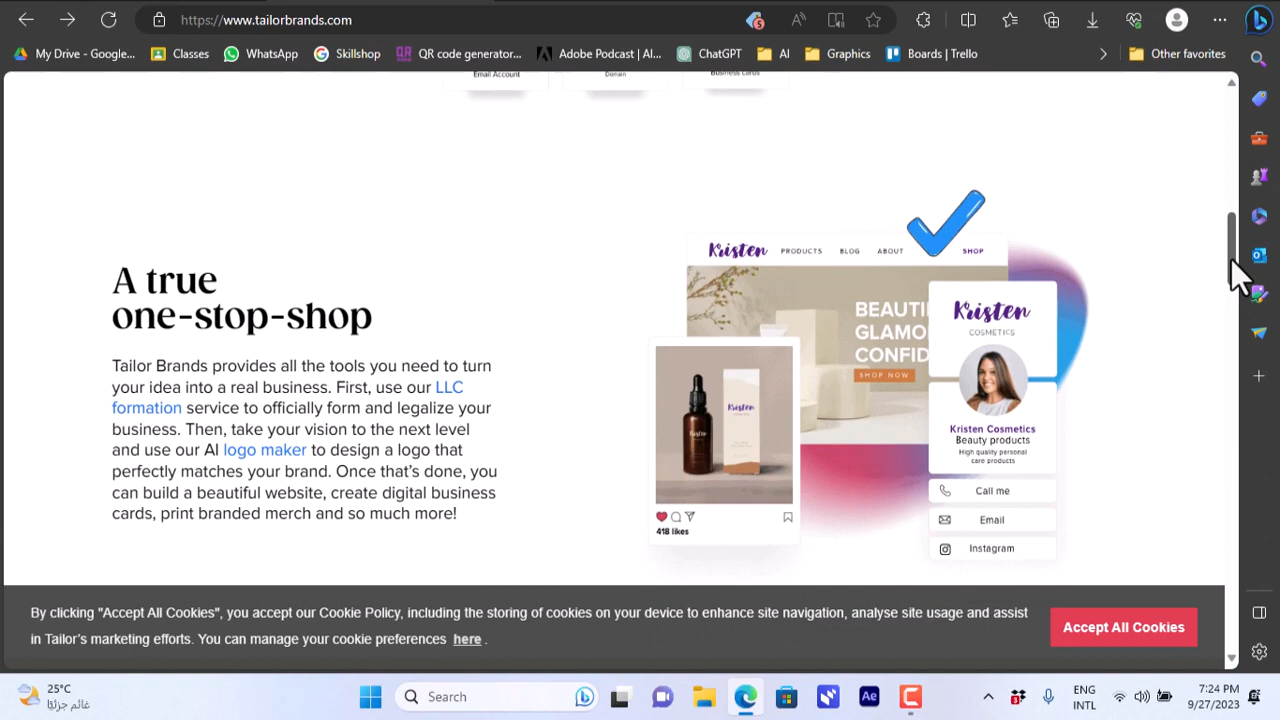 https://www.tailorbrands.com
My Drive - Google...
Classes
WhatsApp
Skillshop
QR code generator...
Adobe Podcast | AI...
ChatGPT
AI
Graphics
Boards | Trello
Other favorites
Email Account
Domain
Business Cards
A true
one-stop-shop
Tailor Brands provides all the tools you need to turn
your idea into a real business. First, use our LLC
formation service to officially form and legalize your
business. Then, take your vision to the next level
and use our AI logo maker to design a logo that
perfectly matches your brand. Once that's done, you
can build a beautiful website, create digital business
cards, print branded merch and so much more!
Kristen
PRODUCTS
BLOG
ABOUT
SHOP
BEAUTI
GLAMO
CONFID
SHOP NOW
Kristen
COSMETICS
Kristen
Kristen Cosmetics
Beauty products
High quality personal
care products
Call me
Email
Instagram
418 likes
By clicking "Accept All Cookies", you accept our Cookie Policy, including the storing of cookies on your device to enhance site navigation, analyse site usage and assist
in Tailor's marketing efforts. You can manage your cookie preferences here .
Accept All Cookies
25°C
غائم جزئ
Search
ENG
INTL
7:24 PM
9/27/2023